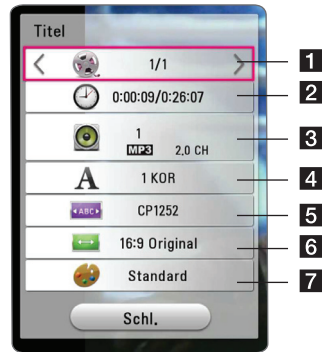 Titel
1/1 1
0:00:09/0:26:07 2
1
MP3 2,0 CH 3
A 1 KOR 4
ABC CP1252 5
16:9 Original 6
Standard 7
Schl.